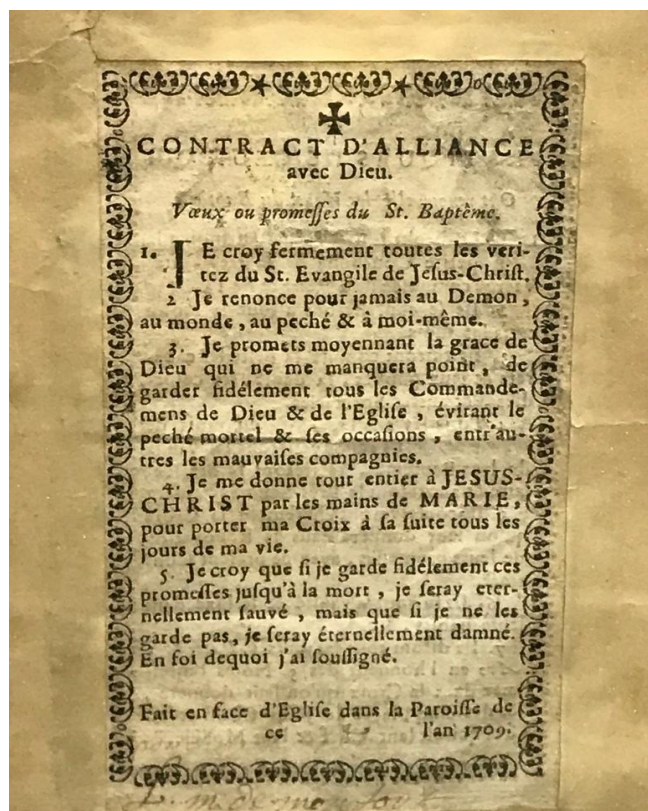 CONTRACT D'ALLIANCE
avec Dieu.
Vœux ou promeſſes du St. Baptême.
1. JE croy fermement toutes les veri-
tez du St. Evangile de Jeſus-Chriſt.
2 Je renonce pour jamais au Demon,
au monde, au peché & à moi-même.
3. Je promets moyennant la grace de
Dieu qui ne me manquera point, de
garder fidélement tous les Commande-
mens de Dieu & de l'Egliſe, évitant le
peché mortel & ſes occaſions, entr'au-
tres les mauvaiſes compagnies.
4. Je me donne tout entier à JESUS-
CHRIST par les mains de MARIE,
pour porter ma Croix à ſa ſuite tous les
jours de ma vie.
5. Je croy que ſi je garde fidélement ces
promeſſes juſqu'à la mort, je ſeray eter-
nellement ſauvé, mais que ſi je ne les
garde pas, je ſeray éternellement damné.
En foi dequoi j'ai ſouſſigné.
Fait en face d'Egliſe dans la Paroiſſe de
ce l'an 1709.